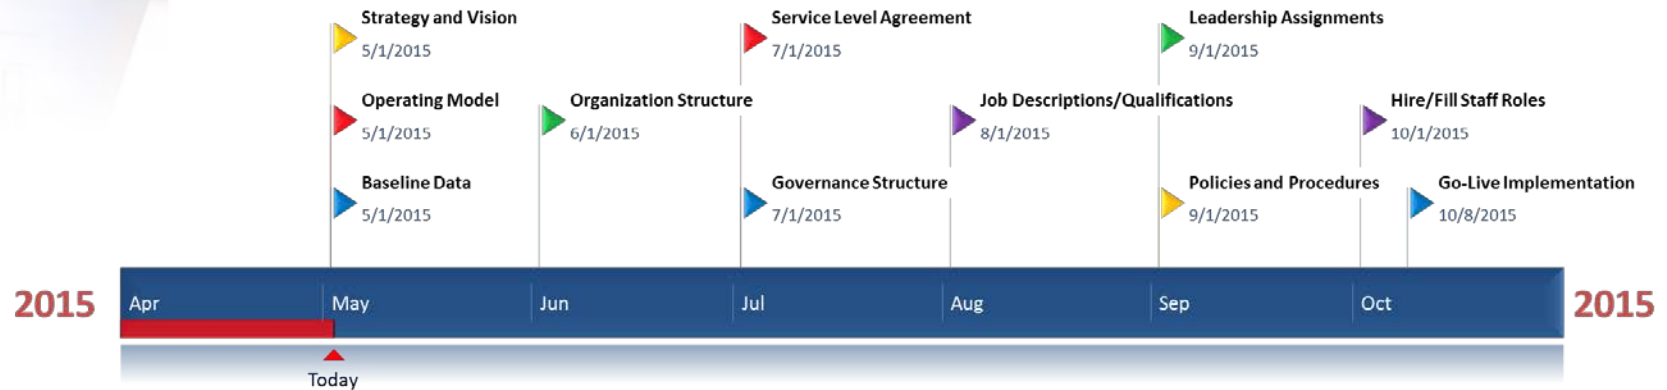 Strategy and Vision
5/1/2015
Service Level Agreement
7/1/2015
Leadership Assignments
9/1/2015
Operating Model
5/1/2015
Organization Structure
6/1/2015
Job Descriptions/Qualifications
8/1/2015
Hire/Fill Staff Roles
10/1/2015
Baseline Data
5/1/2015
Governance Structure
7/1/2015
Policies and Procedures
9/1/2015
Go-Live Implementation
10/8/2015
2015 Apr May Jun Jul Aug Sep Oct 2015
Today